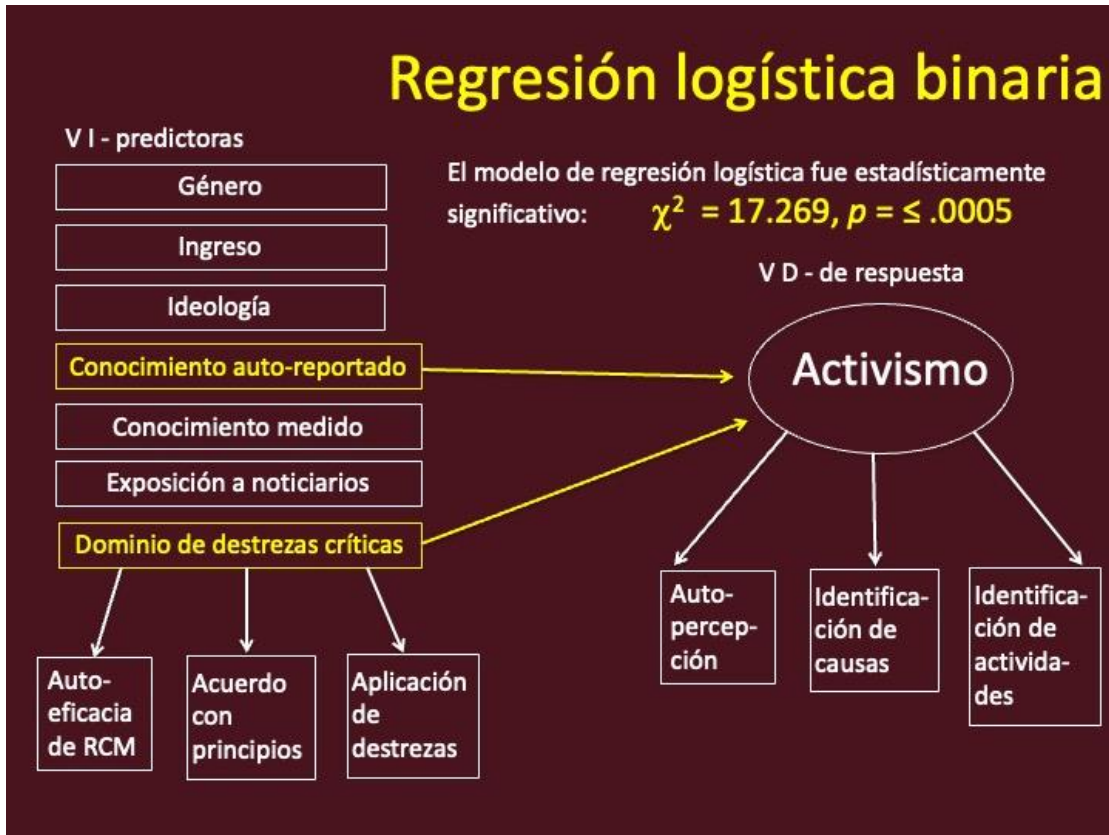 Regresión logística binaria
V I - predictoras
Género
Ingreso
Ideología
Conocimiento auto-reportado
Conocimiento medido
Exposición a noticiarios
Dominio de destrezas críticas
Auto-
eficacia
de RCM
Acuerdo
con
principios
Aplicación
de
destrezas
El modelo de regresión logística fue estadísticamente
significativo: χ² = 17.269, p = ≤ .0005
V D - de respuesta
Activismo
Auto-
percep-
ción
Identifica-
ción de
causas
Identifica-
ción de
activida-
des